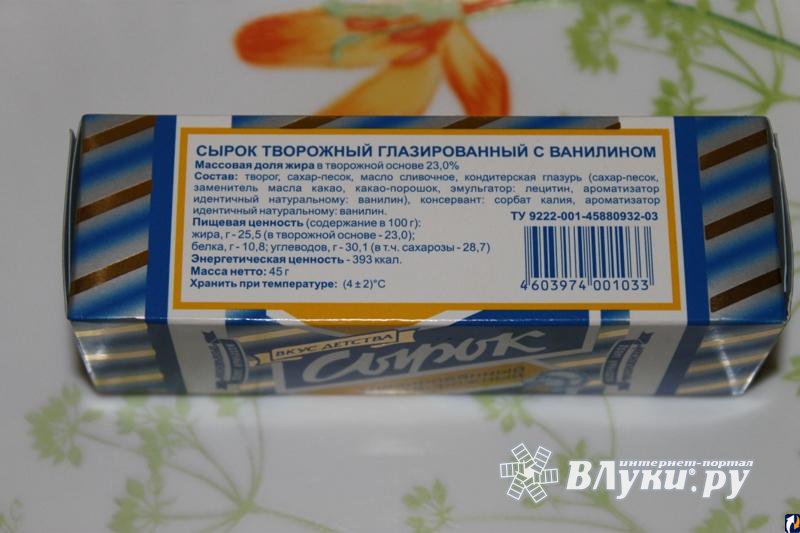 СЫРОК ТВОРОЖНЫЙ ГЛАЗИРОВАННЫЙ С ВАНИЛИНОМ
Массовая доля жира в творожной основе 23,0%
Состав: творог, сахар-песок, масло сливочное, кондитерская глазурь (сахар-песок,
заменитель масла какао, какао-порошок, эмульгатор: лецитин, ароматизатор
идентичный натуральному: ванилин), консервант: сорбат калия, ароматизатор
идентичный натуральному: ванилин.
ТУ 9222-001-45880932-03
Пищевая ценность (содержание в 100 г):
жира, г - 25,5 (в творожной основе - 23,0);
белка, г - 10,8; углеводов, г - 30,1 (в т.ч. сахарозы - 28,7)
Энергетическая ценность - 393 ккал.
Масса нетто: 45 г
Хранить при температуре: (4 ± 2)°С
4603974 001033
ВКУС ДЕТСТВА
Сырок
интернет-портал
ВЛуки.ру